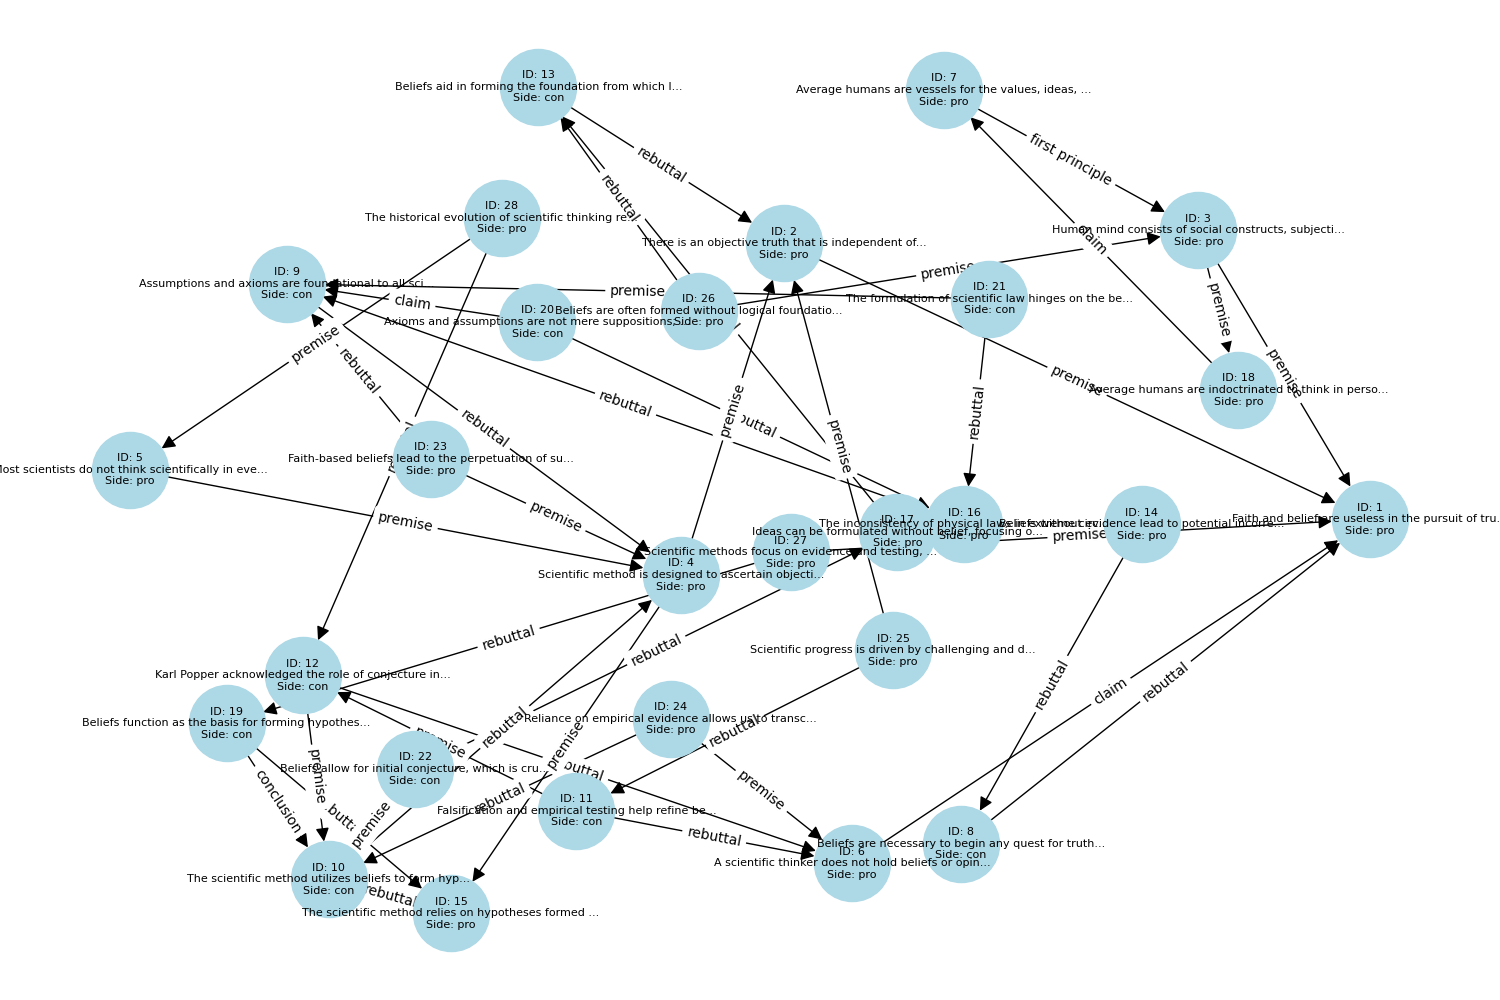 ID: 13
Beliefs aid in forming the foundation from which l...
Side: con
ID: 7
Average humans are vessels for the values, ideas, ...
Side: pro
first principle
rebuttal
rebuttal
ID: 28
The historical evolution of scientific thinking re...
Side: pro
ID: 2
There is an objective truth that is independent of...
Side: pro
ID: 3
Human mind consists of social constructs, subjecti...
Side: pro
claim
ID: 9
Assumptions and axioms are foundational to all sci
Side: con
premise
premise
claim
ID: 20
Axioms and assumptions are not mere suppositions,
Side: con
ID: 26
Beliefs are often formed without logical foundatio...
Side: pro
ID: 21
The formulation of scientific law hinges on the be...
Side: con
premise
premise
rebuttal
premise
premise
ID: 18
Average humans are indoctrinated to think in perso...
Side: pro
rebuttal
premise
rebuttal
rebuttal
ID: 5
Most scientists do not think scientifically in eve...
Side: pro
ID: 23
Faith-based beliefs lead to the perpetuation of su...
Side: pro
premise
premise
premise
ID: 17
Ideas can be formulated without belief, focusing o...
Side: pro
ID: 16
The inconsistency of physical laws in extreme
Side: pro
ID: 14
Beliefs without evidence lead to potential incorre...
Side: pro
ID: 1
Faith and belief are useless in the pursuit of tru...
Side: pro
premise
ID: 27
Scientific methods focus on evidence and testing, ...
Side: pro
ID: 4
Scientific method is designed to ascertain objecti...
Side: pro
rebuttal
rebuttal
ID: 25
Scientific progress is driven by challenging and d...
Side: pro
ID: 12
Karl Popper acknowledged the role of conjecture in...
Side: con
rebuttal
claim
rebuttal
ID: 19
Beliefs function as the basis for forming hypothes...
Side: con
ID: 24
Reliance on empirical evidence allows us to transc...
Side: pro
rebuttal
rebuttal
premise
premise
ID: 22
Beliefs allow for initial conjecture, which is cru...
Side: con
premise
conclusion
premise
rebuttal
premise
ID: 11
Falsification and empirical testing help refine be...
Side: con
rebuttal
ID: 8
Beliefs are necessary to begin any quest for truth...
Side: con
ID: 6
A scientific thinker does not hold beliefs or opin...
Side: pro
ID: 10
The scientific method utilizes beliefs to form hyp...
Side: con
rebuttal
ID: 15
The scientific method relies on hypotheses formed ...
Side: pro